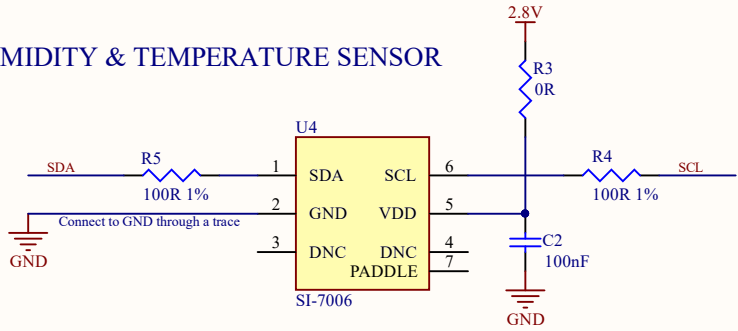 2.8V
MIDITY & TEMPERATURE SENSOR
R3
0R
U4
SDA
R5
100R 1%
1
SDA
SCL
6
R4
100R 1%
SCL
2
GND
VDD
5
Connect to GND through a trace
GND
3
DNC
DNC
4
PADDLE
7
C2
100nF
SI-7006
GND